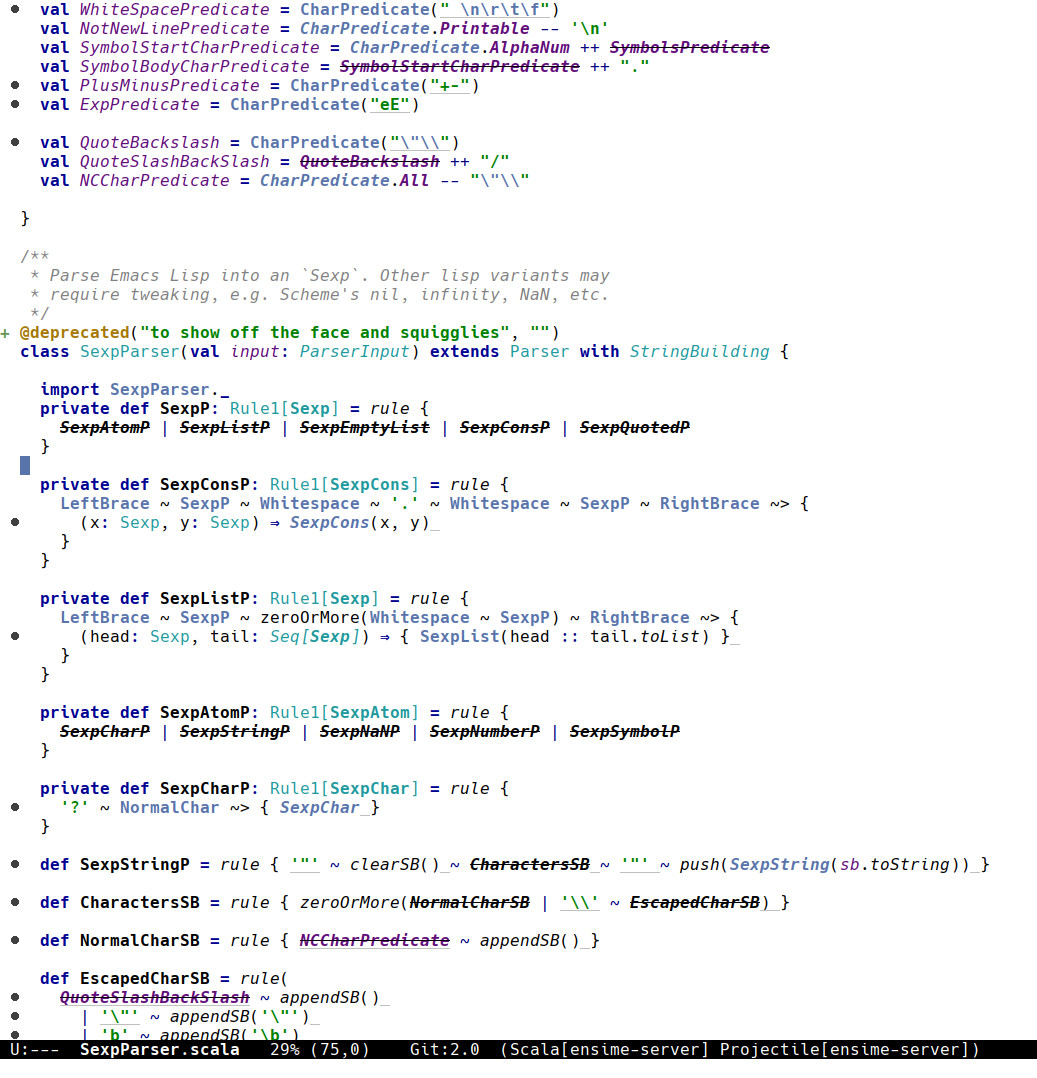 val WhiteSpacePredicate = CharPredicate(" \n\r\t\f")
val NotNewLinePredicate = CharPredicate.Printable -- '\n'
val SymbolStartCharPredicate = CharPredicate.AlphaNum ++ SymbolsPredicate
val SymbolBodyCharPredicate = SymbolStartCharPredicate ++ "."
val PlusMinusPredicate = CharPredicate("+-")
val ExpPredicate = CharPredicate("eE")
val QuoteBackslash = CharPredicate("\"\\")
val QuoteSlashBackSlash = QuoteBackslash ++ "/"
val NCCharPredicate = CharPredicate.All -- "\"\\"
}
/**
* Parse Emacs Lisp into an `Sexp`. Other lisp variants may
* require tweaking, e.g. Scheme's nil, infinity, NaN, etc.
*/
+ @deprecated("to show off the face and squigglies", "")
class SexpParser(val input: ParserInput) extends Parser with StringBuilding {
import SexpParser._
private def SexpP: Rule1[Sexp] = rule {
SexpAtomP | SexpListP | SexpEmptyList | SexpConsP | SexpQuotedP
}
private def SexpConsP: Rule1[SexpCons] = rule {
LeftBrace ~ SexpP ~ Whitespace ~ '.' ~ Whitespace ~ SexpP ~ RightBrace ~> {
(x: Sexp, y: Sexp) ⇒ SexpCons(x, y)
}
}
private def SexpListP: Rule1[Sexp] = rule {
LeftBrace ~ SexpP ~ zeroOrMore(Whitespace ~ SexpP) ~ RightBrace ~> {
(head: Sexp, tail: Seq[Sexp]) ⇒ { SexpList(head :: tail.toList) }
}
}
private def SexpAtomP: Rule1[SexpAtom] = rule {
SexpCharP | SexpStringP | SexpNaNP | SexpNumberP | SexpSymbolP
}
private def SexpCharP: Rule1[SexpChar] = rule {
'?' ~ NormalChar ~> { SexpChar }
}
def SexpStringP = rule { '"' ~ clearSB() ~ CharactersSB ~ '"' ~ push(SexpString(sb.toString)) }
def CharactersSB = rule { zeroOrMore(NormalCharSB | '\\' ~ EscapedCharSB) }
def NormalCharSB = rule { NCCharPredicate ~ appendSB() }
def EscapedCharSB = rule(
QuoteSlashBackSlash ~ appendSB()
| '\"' ~ appendSB('\"')
| 'b' ~ appendSB('\b')
U:--- SexpParser.scala 29% (75,0) Git:2.0 (Scala[ensime-server] Projectile[ensime-server])